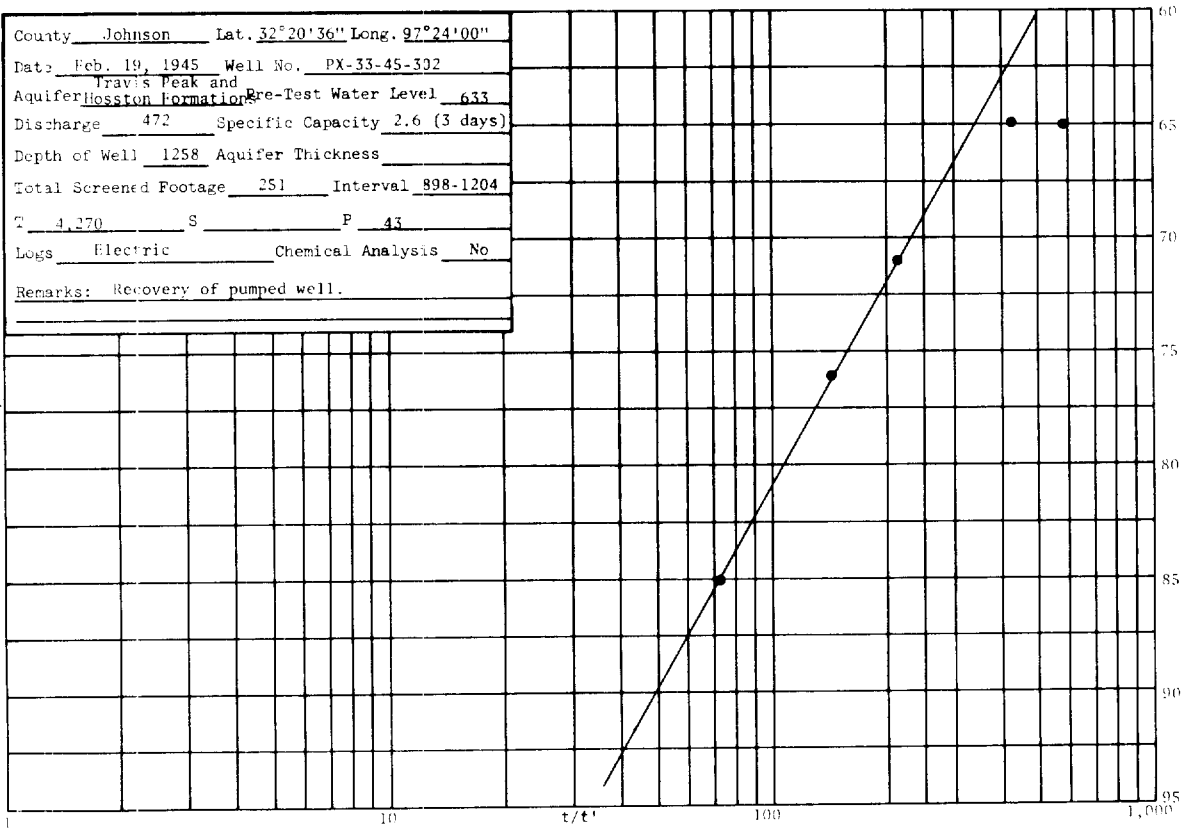 County Johnson Lat. 32°20'36" Long. 97°24'00"
Date Feb. 19, 1945 Well No. PX-33-45-302
Travis Peak and
Aquifer Hosston Formations Pre-Test Water Level 633
Discharge 472 Specific Capacity 2.6 (3 days)
Depth of Well 1258 Aquifer Thickness
Total Screened Footage 251 Interval 898-1204
T 4,270 S P 43
Logs Electric Chemical Analysis No
Remarks: Recovery of pumped well.
60
65
70
75
80
85
90
95
1 10 t/t' 100 1,000